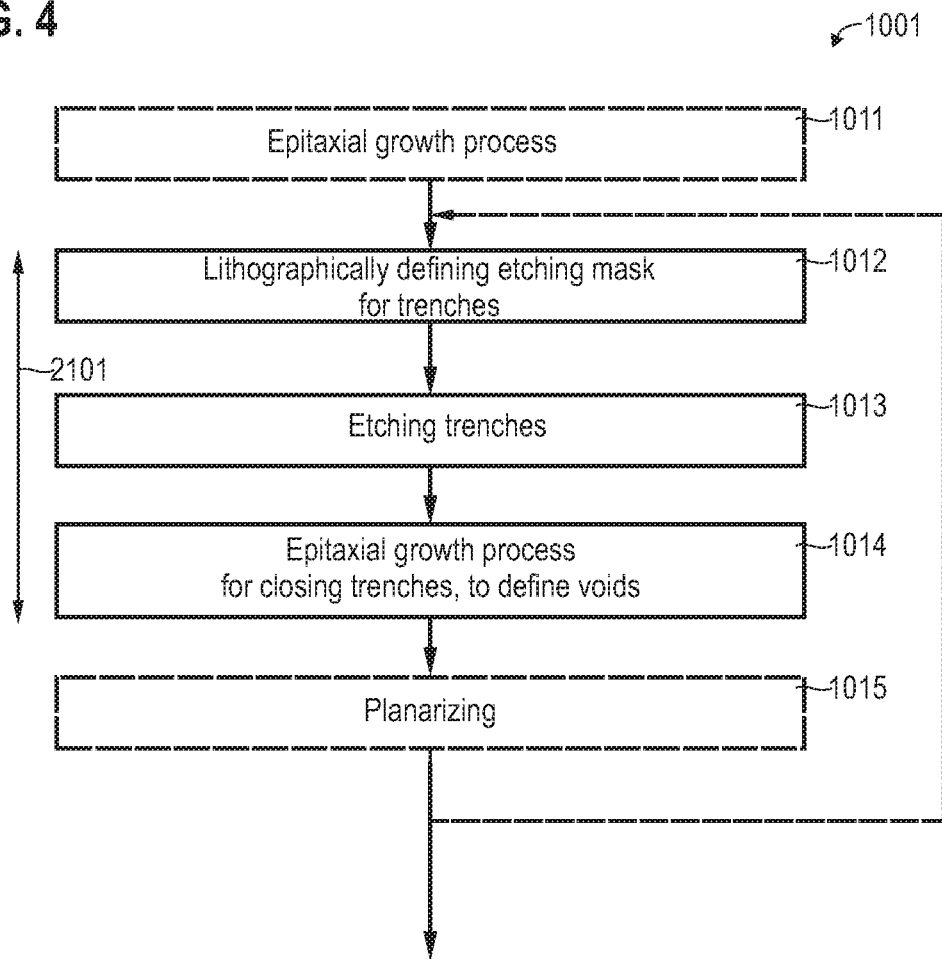 G. 4
1001
Epitaxial growth process
1011
Lithographically defining etching mask
for trenches
1012
2101
Etching trenches
1013
Epitaxial growth process
for closing trenches, to define voids
1014
Planarizing
1015